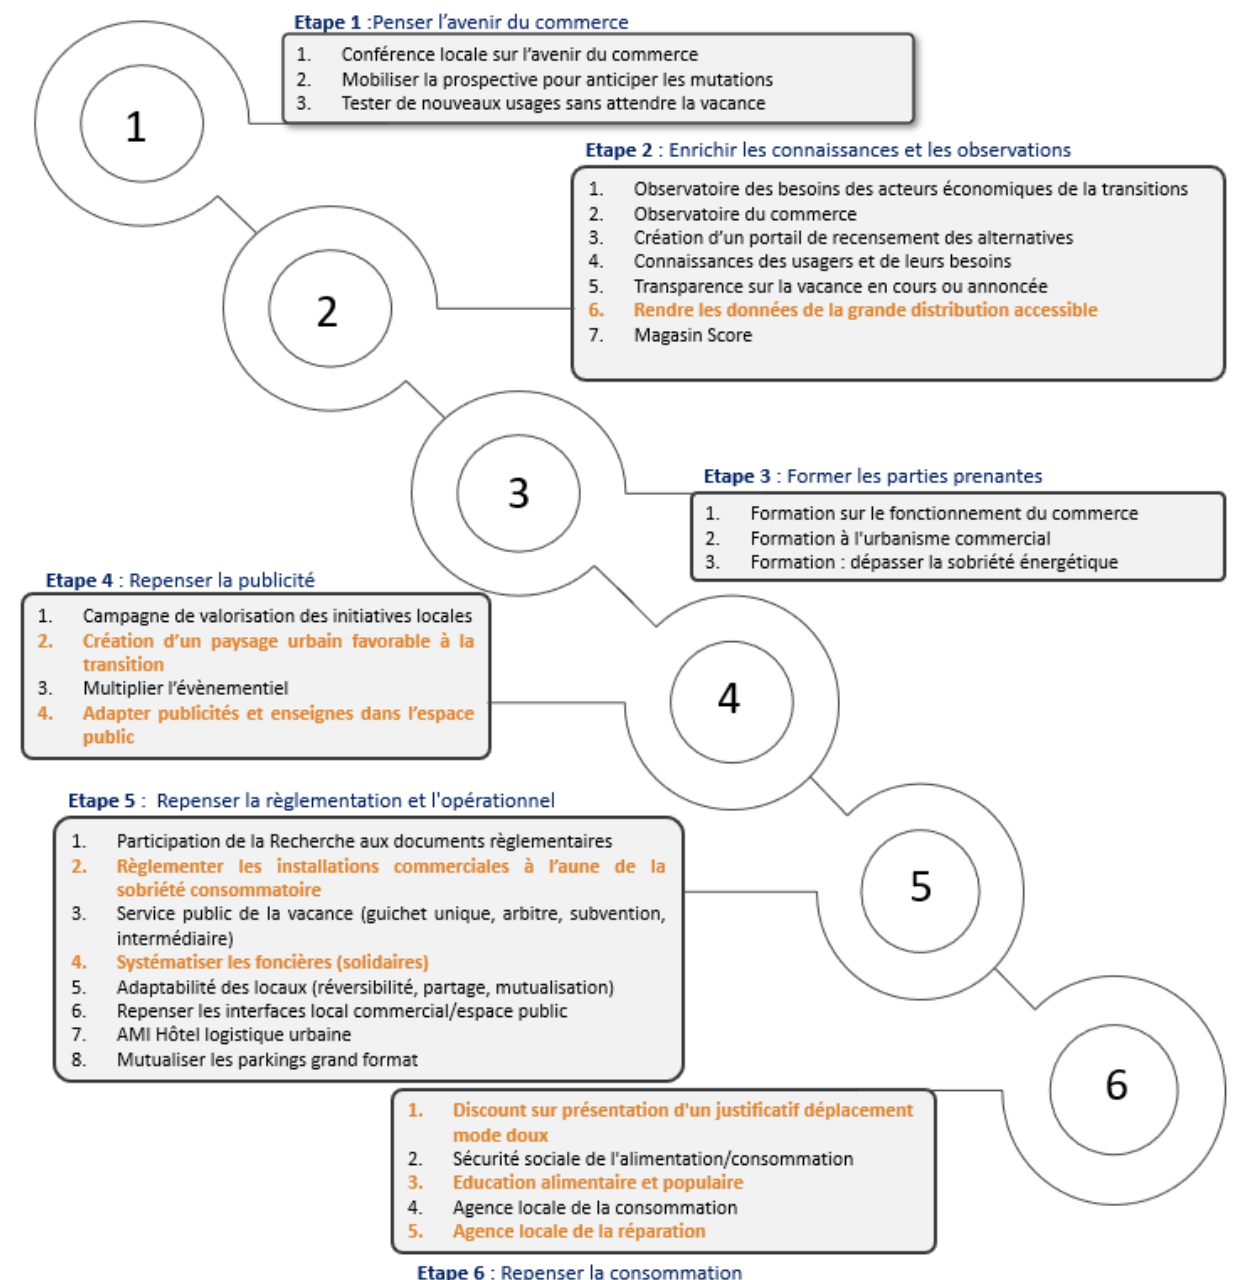 Etape 1 :Penser l'avenir du commerce
1. Conférence locale sur l'avenir du commerce
2. Mobiliser la prospective pour anticiper les mutations
3. Tester de nouveaux usages sans attendre la vacance
1
Etape 2 : Enrichir les connaissances et les observations
1. Observatoire des besoins des acteurs économiques de la transitions
2. Observatoire du commerce
3. Création d'un portail de recensement des alternatives
4. Connaissances des usagers et de leurs besoins
5. Transparence sur la vacance en cours ou annoncée
6. Rendre les données de la grande distribution accessible
7. Magasin Score
2
Etape 3 : Former les parties prenantes
1. Formation sur le fonctionnement du commerce
2. Formation à l'urbanisme commercial
3. Formation : dépasser la sobriété énergétique
3
Etape 4 : Repenser la publicité
1. Campagne de valorisation des initiatives locales
2. Création d'un paysage urbain favorable à la
transition
3. Multiplier l'évènementiel
4. Adapter publicités et enseignes dans l'espace
public
4
Etape 5 : Repenser la règlementation et l'opérationnel
1. Participation de la Recherche aux documents règlementaires
2. Règlementer les installations commerciales à l'aune de la
sobriété consommatoire
3. Service public de la vacance (guichet unique, arbitre, subvention,
intermédiaire)
4. Systématiser les foncières (solidaires)
5. Adaptabilité des locaux (réversibilité, partage, mutualisation)
6. Repenser les interfaces local commercial/espace public
7. AMI Hôtel logistique urbaine
8. Mutualiser les parkings grand format
5
1. Discount sur présentation d'un justificatif déplacement
mode doux
2. Sécurité sociale de l'alimentation/consommation
3. Education alimentaire et populaire
4. Agence locale de la consommation
5. Agence locale de la réparation
6
Etape 6 : Repenser la consommation